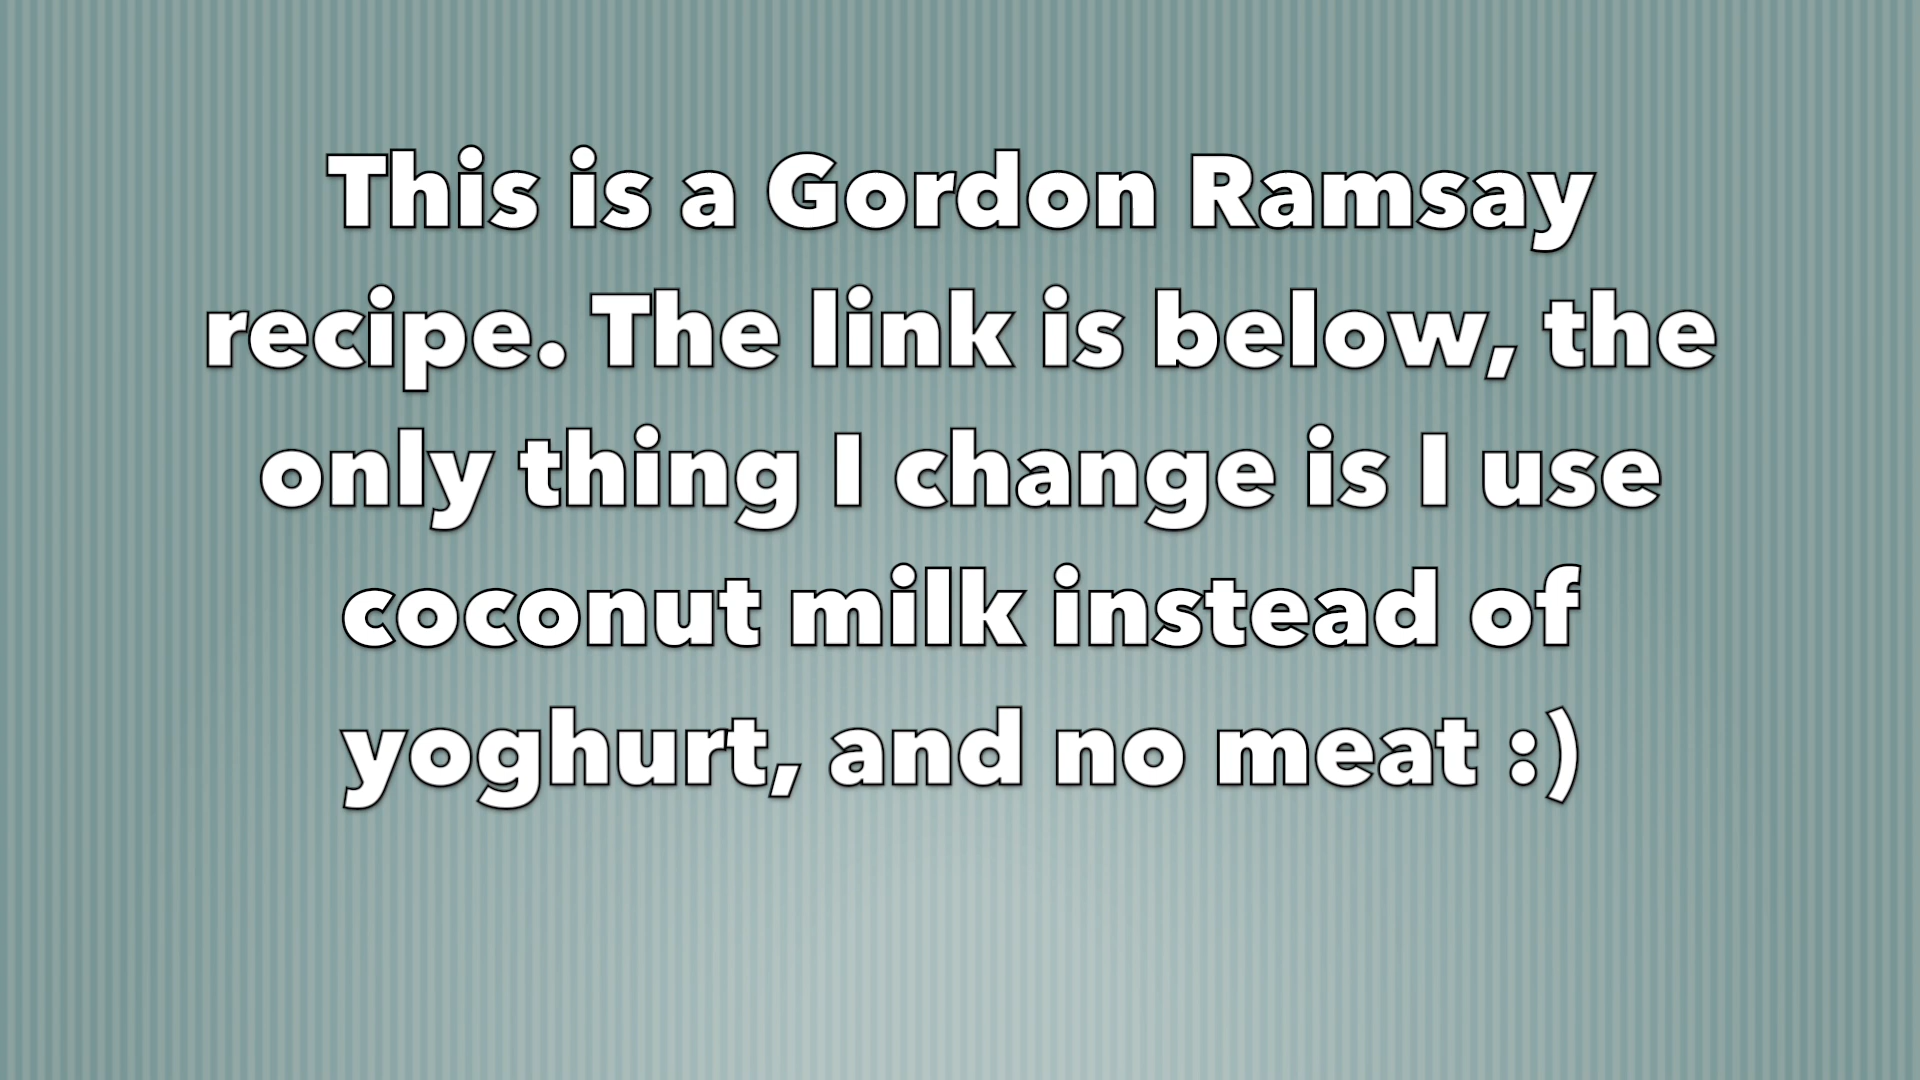 This is a Gordon Ramsay
recipe. The link is below, the
only thing I change is I use
coconut milk instead of
yoghurt, and no meat :)